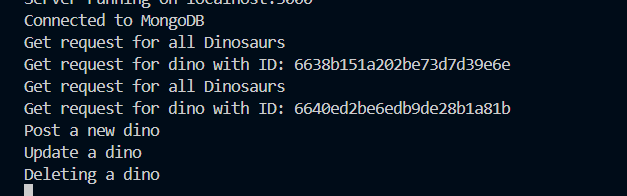 Server running on localhost:5000
Connected to MongoDB
Get request for all Dinosaurs
Get request for dino with ID: 6638b151a202be73d7d39e6e
Get request for all Dinosaurs
Get request for dino with ID: 6640ed2be6edb9de28b1a81b
Post a new dino
Update a dino
Deleting a dino